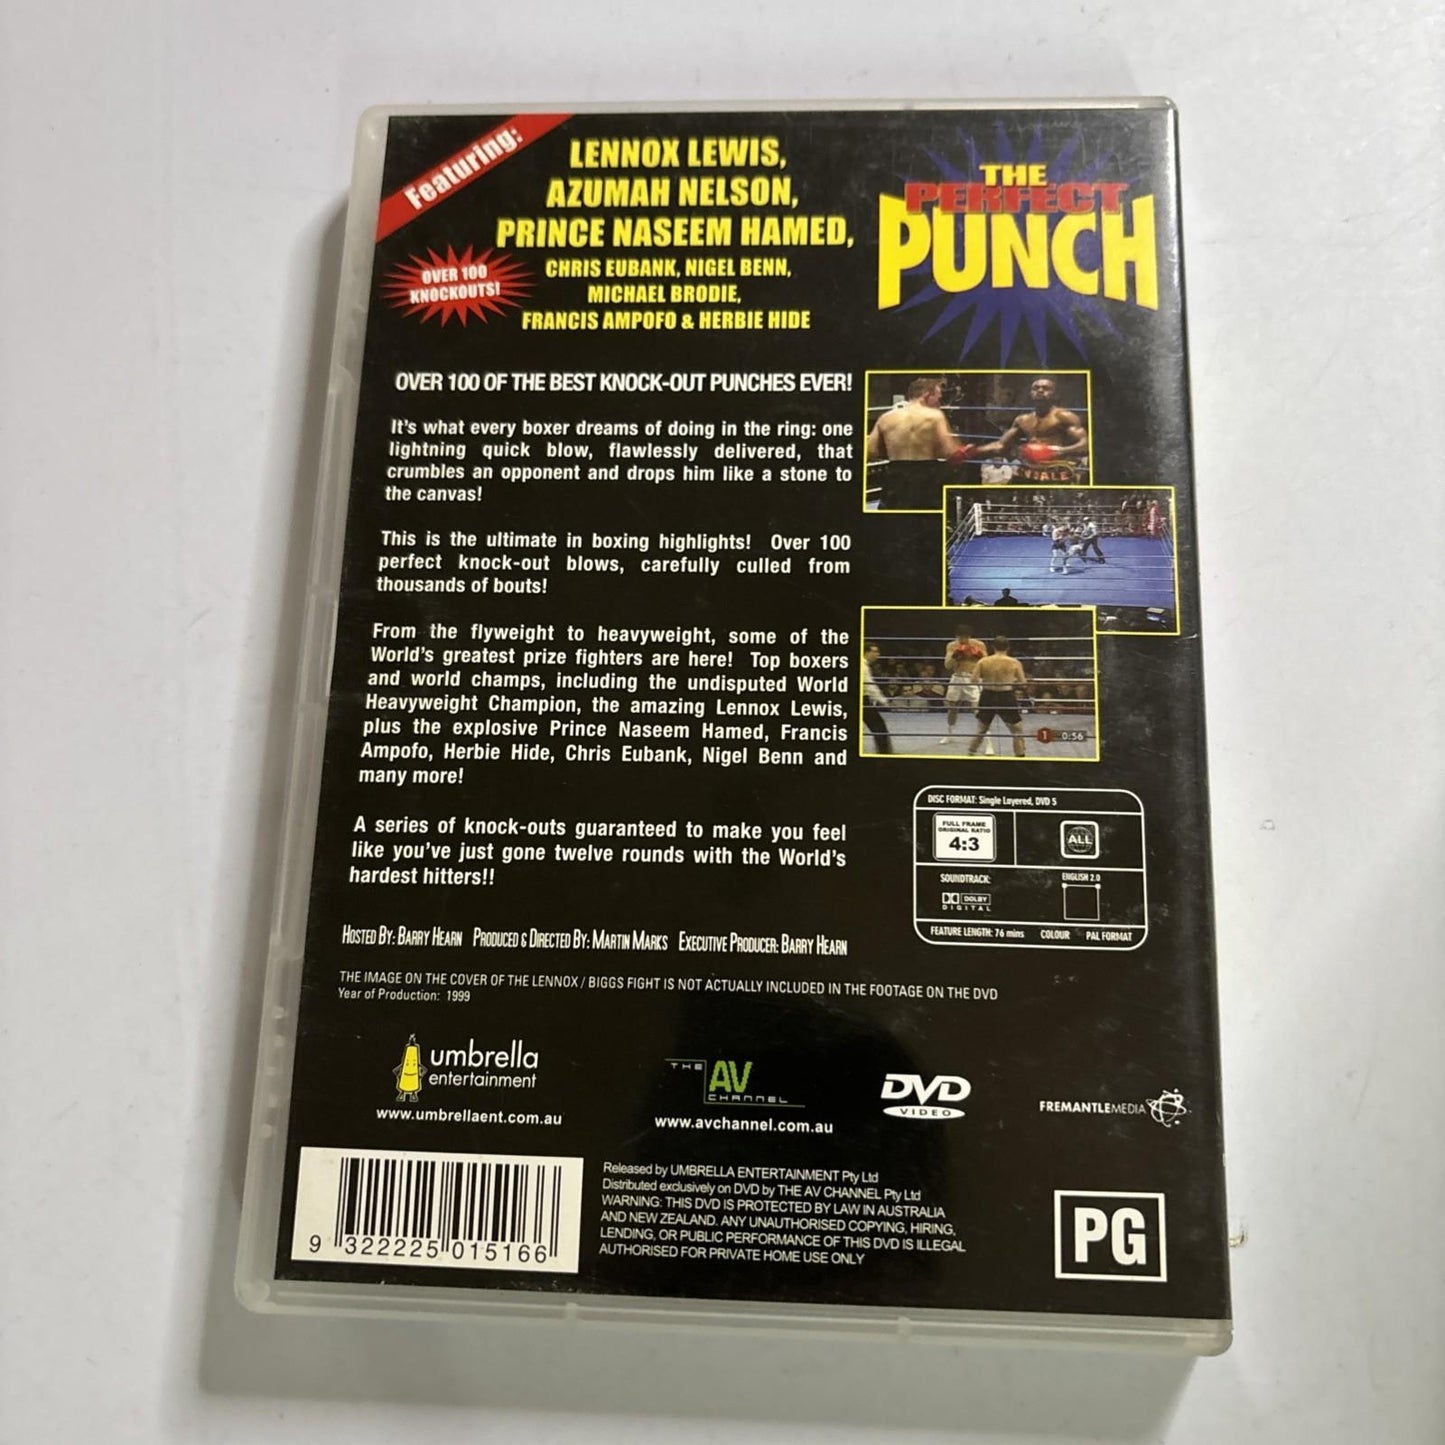 Featuring:
LENNOX LEWIS,
AZUMAH NELSON,
PRINCE NASEEM HAMED,
CHRIS EUBANK, NIGEL BENN,
MICHAEL BRODIE,
FRANCIS AMPOFO & HERBIE HIDE
OVER 100
KNOCKOUTS!
THE
PERFECT
PUNCH
OVER 100 OF THE BEST KNOCK-OUT PUNCHES EVER!
It's what every boxer dreams of doing in the ring: one
lightning quick blow, flawlessly delivered, that
crumbles an opponent and drops him like a stone to
the canvas!
This is the ultimate in boxing highlights! Over 100
perfect knock-out blows, carefully culled from
thousands of bouts!
From the flyweight to heavyweight, some of the
World's greatest prize fighters are here! Top boxers
and world champs, including the undisputed World
Heavyweight Champion, the amazing Lennox Lewis,
plus the explosive Prince Naseem Hamed, Francis
Ampofo, Herbie Hide, Chris Eubank, Nigel Benn and
many more!
A series of knock-outs guaranteed to make you feel
like you've just gone twelve rounds with the World's
hardest hitters!!
1 0:56
DISC FORMAT: Single Layered, DVD 5
FULL FRAME
ORIGINAL RATIO
4:3
ALL
SOUNDTRACK:
ENGLISH 2.0
DOLBY
DIGITAL
FEATURE LENGTH: 76 mins COLOUR PAL FORMAT
HOSTED BY: BARRY HEARN PRODUCED & DIRECTED BY: MARTIN MARKS EXECUTIVE PRODUCER: BARRY HEARN
THE IMAGE ON THE COVER OF THE LENNOX / BIGGS FIGHT IS NOT ACTUALLY INCLUDED IN THE FOOTAGE ON THE DVD
Year of Production: 1999
umbrella
entertainment
www.umbrellaent.com.au
THE
AV
CHANNEL
www.avchannel.com.au
DVD
VIDEO
FREMANTLEMEDIA
9 322225 015166
Released by UMBRELLA ENTERTAINMENT Pty Ltd
Distributed exclusively on DVD by THE AV CHANNEL Pty Ltd
WARNING: THIS DVD IS PROTECTED BY LAW IN AUSTRALIA
AND NEW ZEALAND. ANY UNAUTHORISED COPYING, HIRING,
LENDING, OR PUBLIC PERFORMANCE OF THIS DVD IS ILLEGAL
AUTHORISED FOR PRIVATE HOME USE ONLY
PG